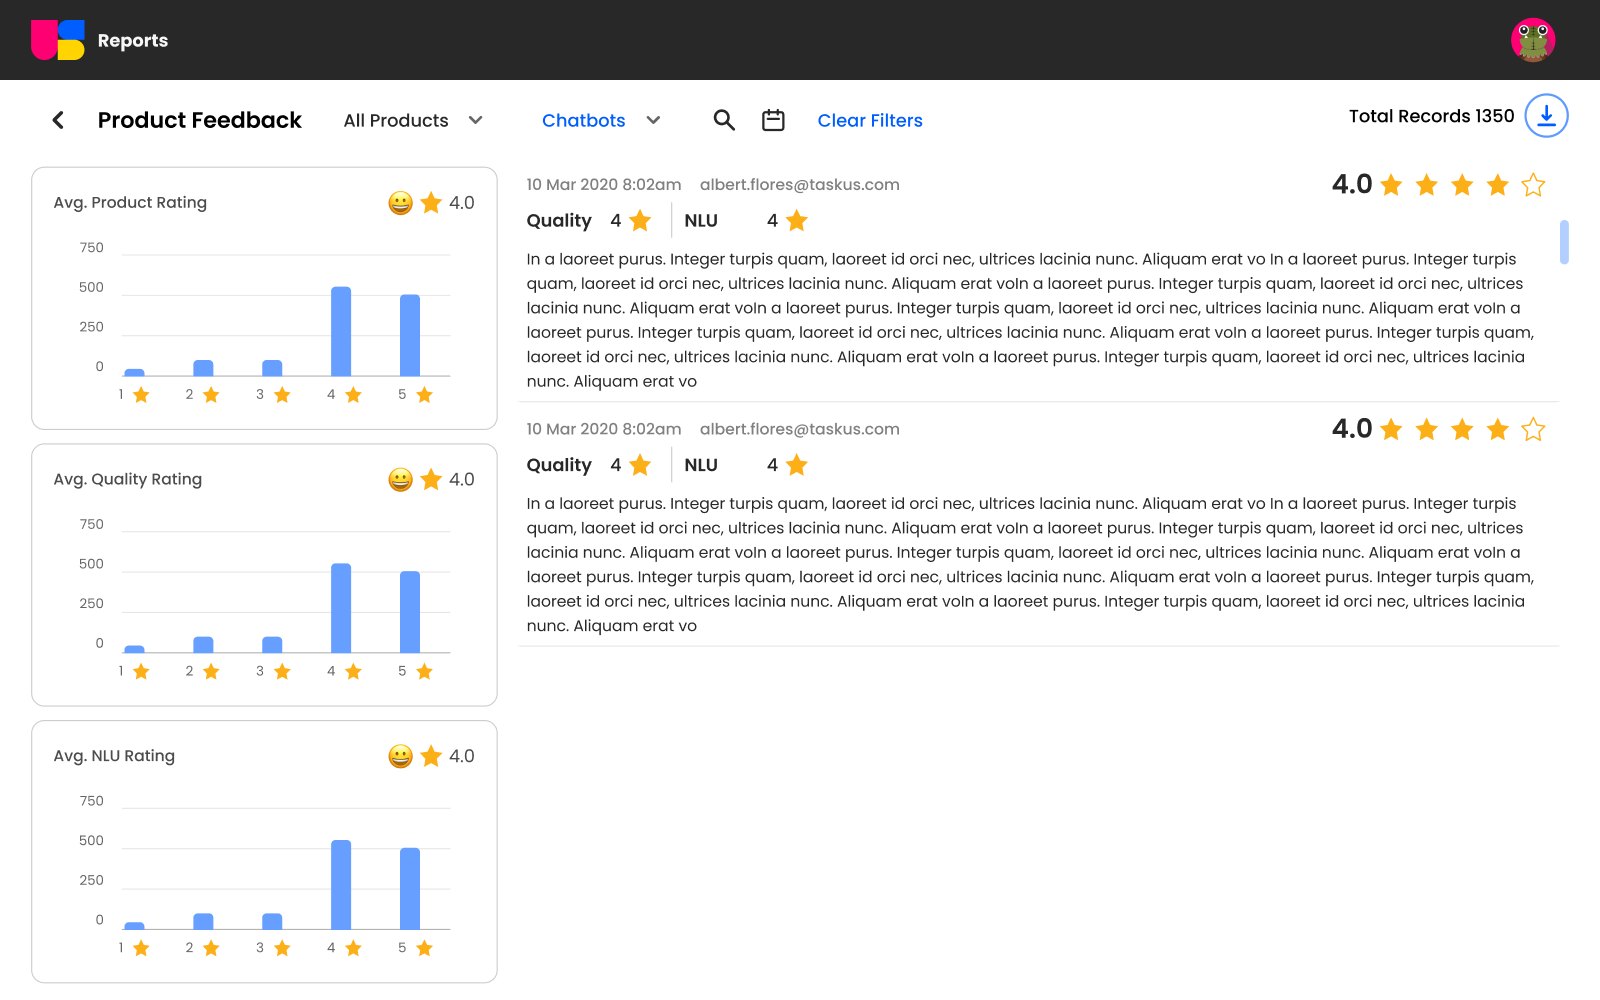 Reports
Product Feedback
All Products
Chatbots
Clear Filters
Total Records 1350
Avg. Product Rating
4.0
750
500
250
0
1 2 3 4 5
Avg. Quality Rating
4.0
750
500
250
0
1 2 3 4 5
Avg. NLU Rating
4.0
750
500
250
0
1 2 3 4 5
10 Mar 2020 8:02am albert.flores@taskus.com
4.0
Quality 4 NLU 4
In a laoreet purus. Integer turpis quam, laoreet id orci nec, ultrices lacinia nunc. Aliquam erat vo In a laoreet purus. Integer turpis
quam, laoreet id orci nec, ultrices lacinia nunc. Aliquam erat voIn a laoreet purus. Integer turpis quam, laoreet id orci nec, ultrices
lacinia nunc. Aliquam erat voIn a laoreet purus. Integer turpis quam, laoreet id orci nec, ultrices lacinia nunc. Aliquam erat voIn a
laoreet purus. Integer turpis quam, laoreet id orci nec, ultrices lacinia nunc. Aliquam erat voIn a laoreet purus. Integer turpis quam,
laoreet id orci nec, ultrices lacinia nunc. Aliquam erat voIn a laoreet purus. Integer turpis quam, laoreet id orci nec, ultrices lacinia
nunc. Aliquam erat vo
10 Mar 2020 8:02am albert.flores@taskus.com
4.0
Quality 4 NLU 4
In a laoreet purus. Integer turpis quam, laoreet id orci nec, ultrices lacinia nunc. Aliquam erat vo In a laoreet purus. Integer turpis
quam, laoreet id orci nec, ultrices lacinia nunc. Aliquam erat voIn a laoreet purus. Integer turpis quam, laoreet id orci nec, ultrices
lacinia nunc. Aliquam erat voIn a laoreet purus. Integer turpis quam, laoreet id orci nec, ultrices lacinia nunc. Aliquam erat voIn a
laoreet purus. Integer turpis quam, laoreet id orci nec, ultrices lacinia nunc. Aliquam erat voIn a laoreet purus. Integer turpis quam,
laoreet id orci nec, ultrices lacinia nunc. Aliquam erat voIn a laoreet purus. Integer turpis quam, laoreet id orci nec, ultrices lacinia
nunc. Aliquam erat vo